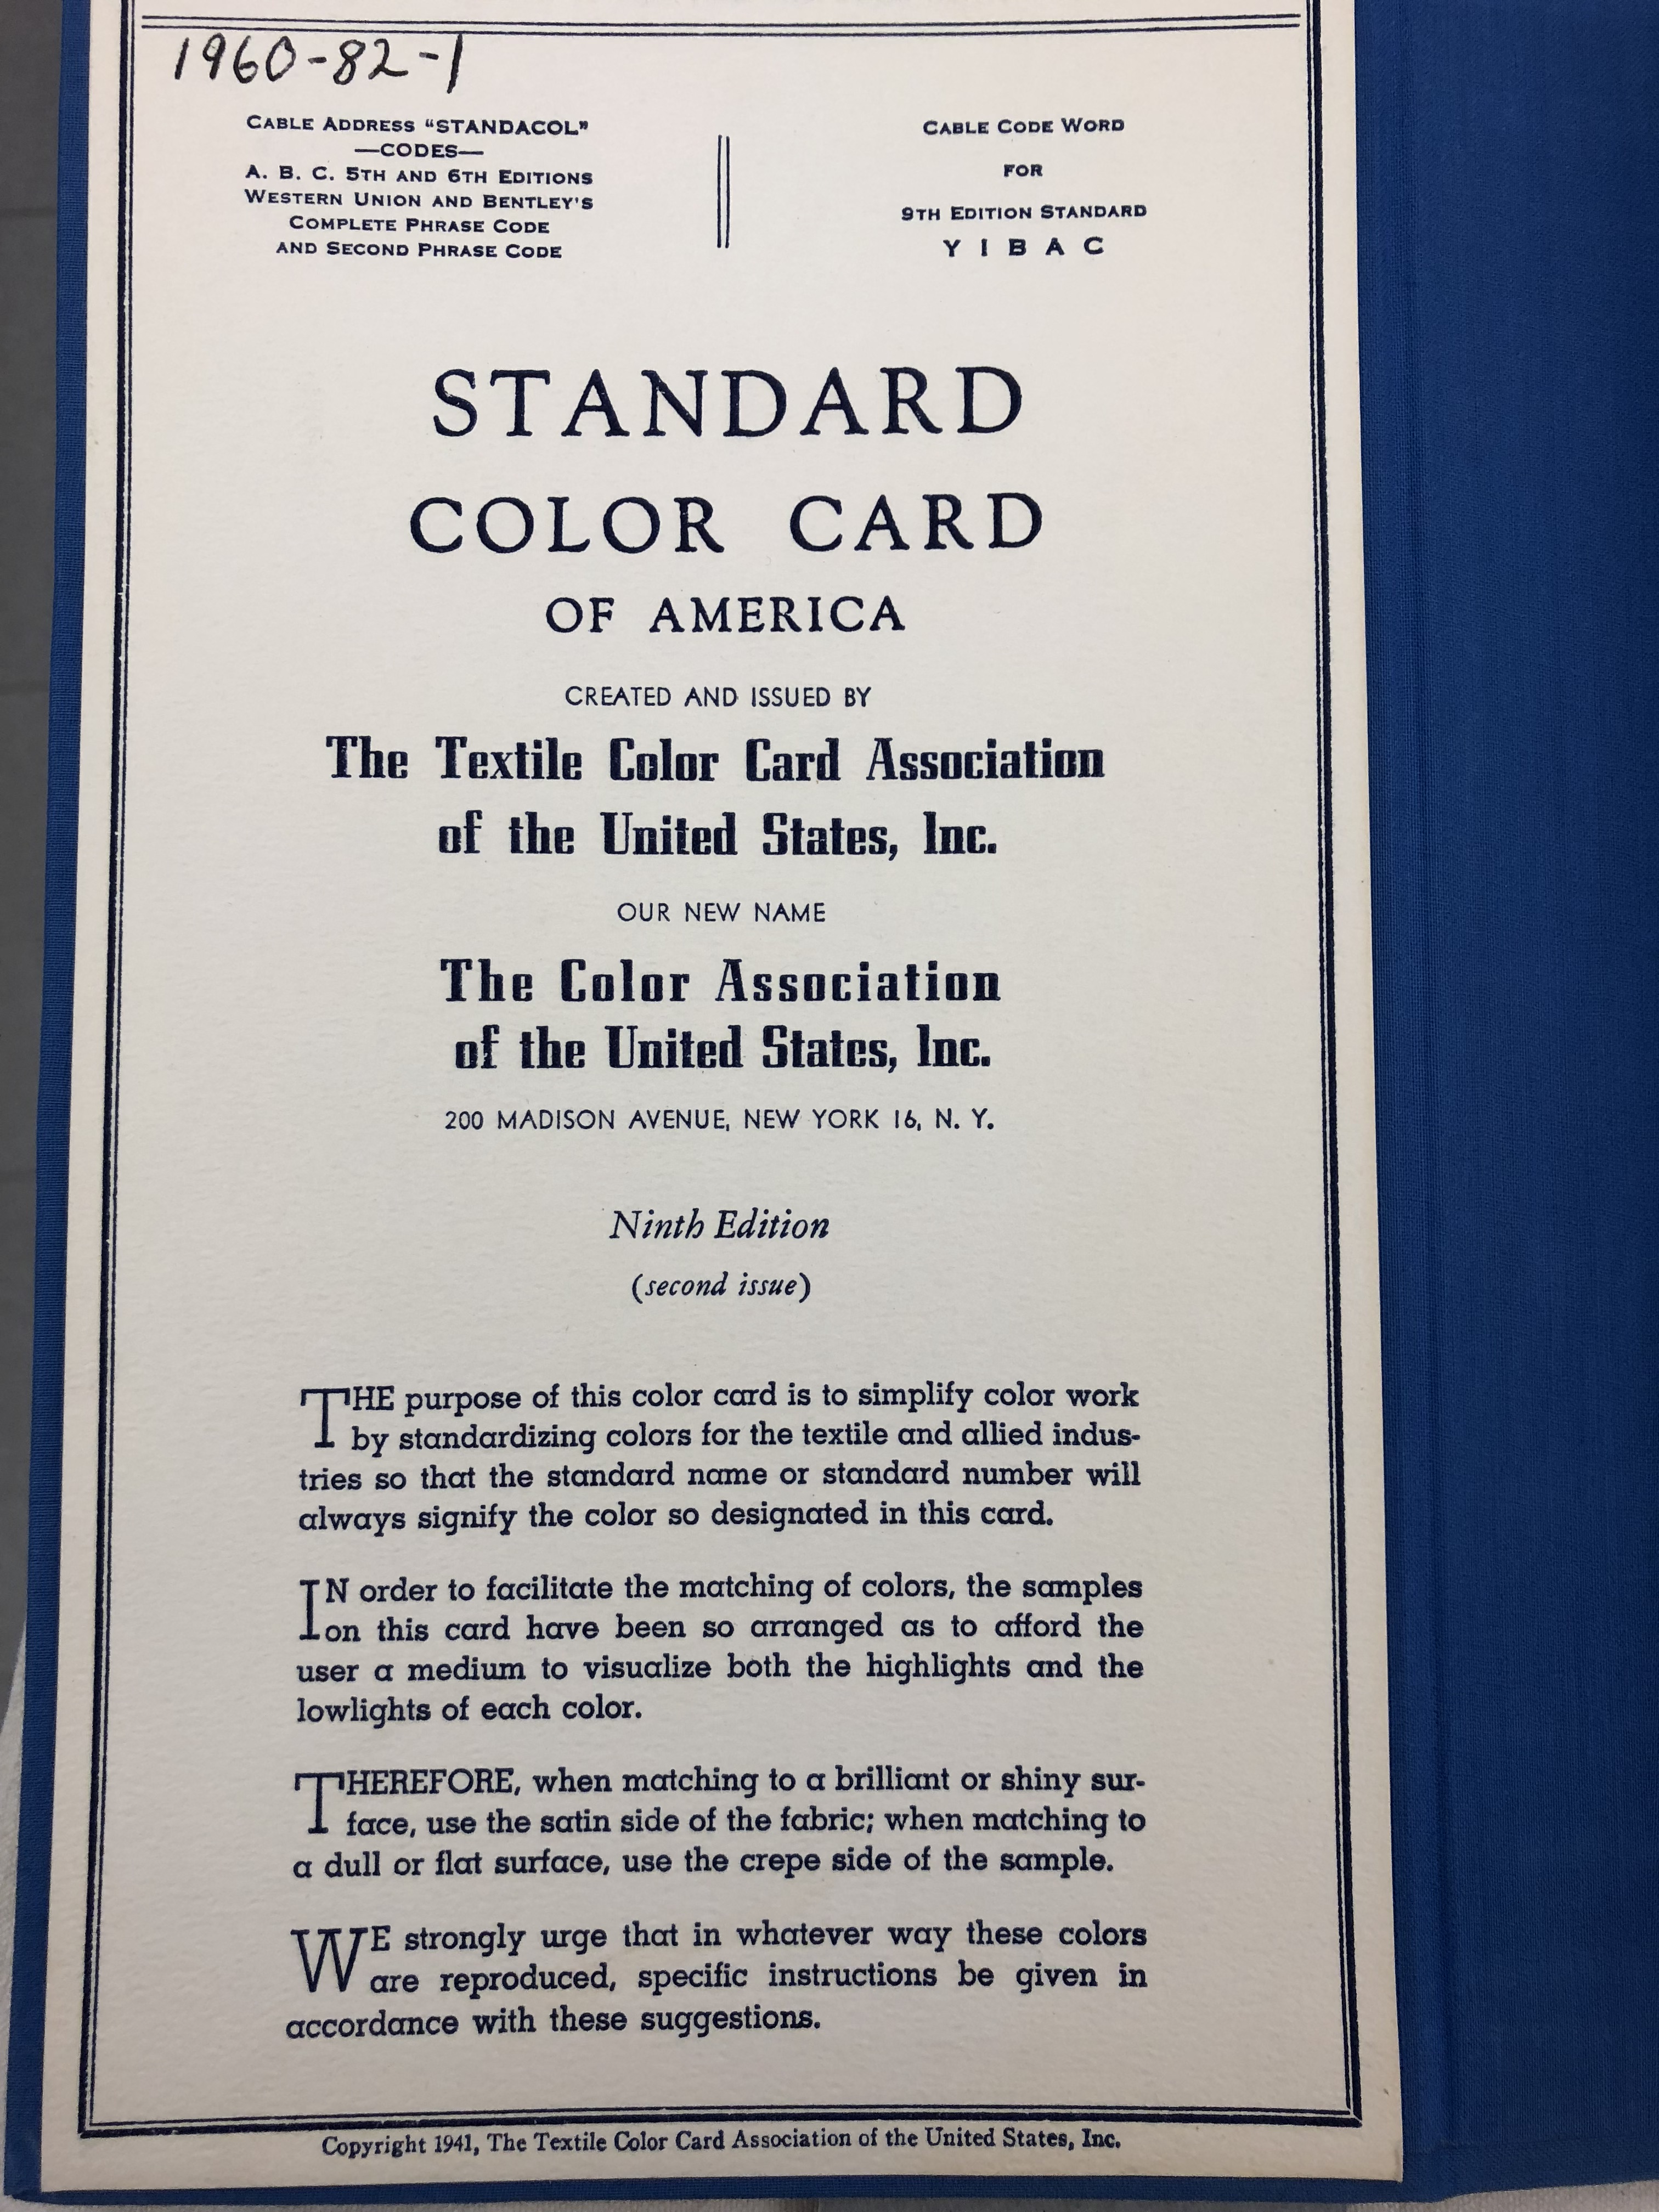 1960-82-1
CABLE ADDRESS "STANDACOL"
—CODES—
A. B. C. 5TH AND 6TH EDITIONS
WESTERN UNION AND BENTLEY'S
COMPLETE PHRASE CODE
AND SECOND PHRASE CODE
CABLE CODE WORD
FOR
9TH EDITION STANDARD
Y I B A C
STANDARD
COLOR CARD
OF AMERICA
CREATED AND ISSUED BY
The Textile Color Card Association
of the United States, Inc.
OUR NEW NAME
The Color Association
of the United States, Inc.
200 MADISON AVENUE, NEW YORK 16, N. Y.
Ninth Edition
(second issue)
THE purpose of this color card is to simplify color work
by standardizing colors for the textile and allied indus-
tries so that the standard name or standard number will
always signify the color so designated in this card.
IN order to facilitate the matching of colors, the samples
on this card have been so arranged as to afford the
user a medium to visualize both the highlights and the
lowlights of each color.
THEREFORE, when matching to a brilliant or shiny sur-
face, use the satin side of the fabric; when matching to
a dull or flat surface, use the crepe side of the sample.
WE strongly urge that in whatever way these colors
are reproduced, specific instructions be given in
accordance with these suggestions.
Copyright 1941, The Textile Color Card Association of the United States, Inc.